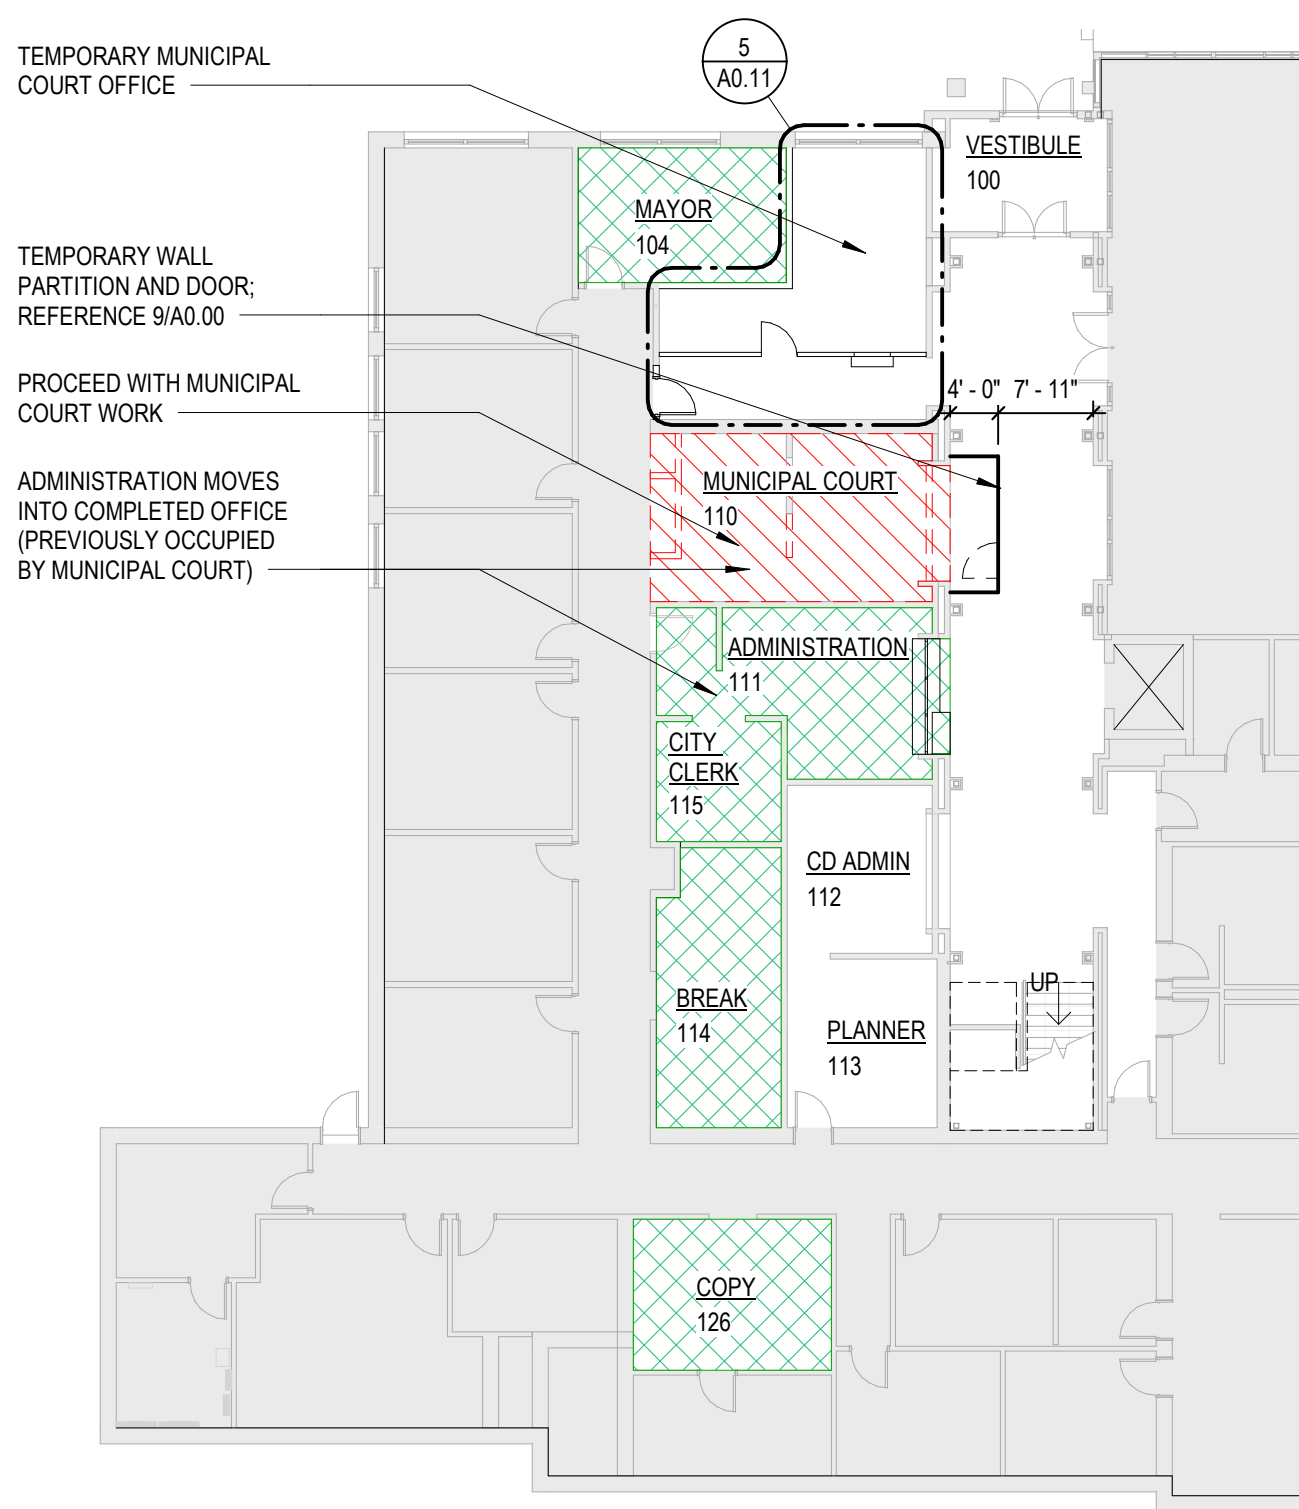 TEMPORARY MUNICIPAL
COURT OFFICE
5
A0.11
VESTIBULE
100
MAYOR
104
TEMPORARY WALL
PARTITION AND DOOR;
REFERENCE 9/A0.00
PROCEED WITH MUNICIPAL
COURT WORK
4' - 0" 7' - 11"
ADMINISTRATION MOVES
INTO COMPLETED OFFICE
(PREVIOUSLY OCCUPIED
BY MUNICIPAL COURT)
MUNICIPAL COURT
110
ADMINISTRATION
111
CITY
CLERK
115
CD ADMIN
112
BREAK
114
UP
PLANNER
113
COPY
126